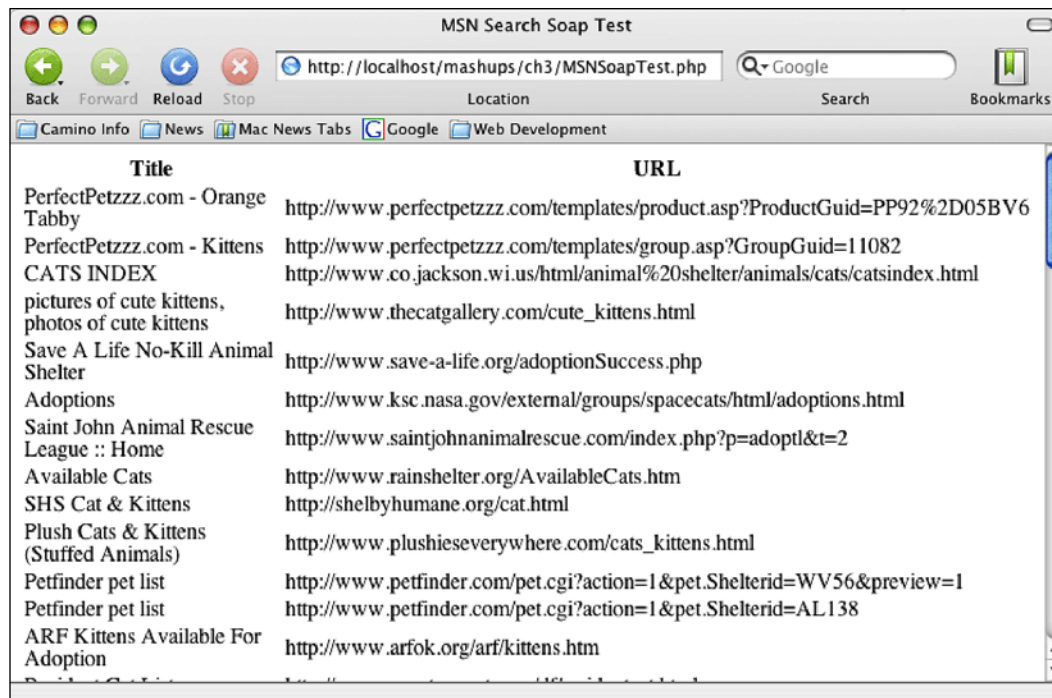 MSN Search Soap Test
http://localhost/mashups/ch3/MSNSoapTest.php
Google
Back Forward Reload Stop Location Search Bookmarks
Camino Info News Mac News Tabs Google Web Development
Title URL
PerfectPetzzz.com - Orange
Tabby
http://www.perfectpetzzz.com/templates/product.asp?ProductGuid=PP92%2D05BV6
PerfectPetzzz.com - Kittens http://www.perfectpetzzz.com/templates/group.asp?GroupGuid=11082
CATS INDEX http://www.co.jackson.wi.us/html/animal%20shelter/animals/cats/catsindex.html
pictures of cute kittens,
photos of cute kittens
http://www.thecatgallery.com/cute_kittens.html
Save A Life No-Kill Animal
Shelter
http://www.save-a-life.org/adoptionSuccess.php
Adoptions http://www.ksc.nasa.gov/external/groups/spacecats/html/adoptions.html
Saint John Animal Rescue
League :: Home
http://www.saintjohnanimalrescue.com/index.php?p=adoptl&t=2
Available Cats http://www.rainshelter.org/AvailableCats.htm
SHS Cat & Kittens http://shelbyhumane.org/cat.html
Plush Cats & Kittens
(Stuffed Animals)
http://www.plushieseverywhere.com/cats_kittens.html
Petfinder pet list http://www.petfinder.com/pet.cgi?action=1&pet.Shelterid=WV56&preview=1
Petfinder pet list http://www.petfinder.com/pet.cgi?action=1&pet.Shelterid=AL138
ARF Kittens Available For
Adoption
http://www.arfok.org/arf/kittens.htm